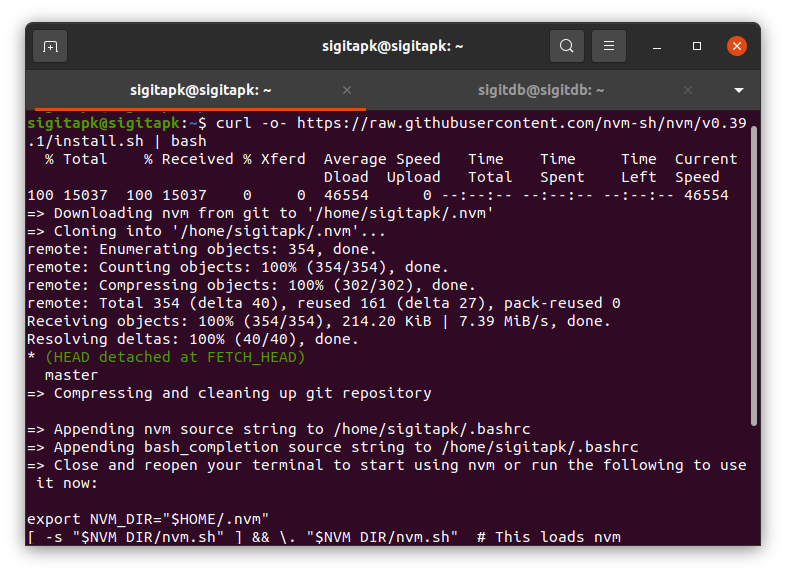 sigitapk@sigitapk: ~
sigitapk@sigitapk: ~
sigitdb@sigitdb: ~
sigitapk@sigitapk:~$ curl -o- https://raw.githubusercontent.com/nvm-sh/nvm/v0.39
.1/install.sh | bash
  % Total    % Received % Xferd  Average Speed   Time    Time     Time  Current
                                 Dload  Upload   Total   Spent    Left  Speed
100 15037  100 15037    0     0  46554      0 --:--:-- --:--:-- --:--:-- 46554
=> Downloading nvm from git to '/home/sigitapk/.nvm'
=> Cloning into '/home/sigitapk/.nvm'...
remote: Enumerating objects: 354, done.
remote: Counting objects: 100% (354/354), done.
remote: Compressing objects: 100% (302/302), done.
remote: Total 354 (delta 40), reused 161 (delta 27), pack-reused 0
Receiving objects: 100% (354/354), 214.20 KiB | 7.39 MiB/s, done.
Resolving deltas: 100% (40/40), done.
* (HEAD detached at FETCH_HEAD)
  master
=> Compressing and cleaning up git repository

=> Appending nvm source string to /home/sigitapk/.bashrc
=> Appending bash_completion source string to /home/sigitapk/.bashrc
=> Close and reopen your terminal to start using nvm or run the following to use
 it now:

export NVM_DIR="$HOME/.nvm"
[ -s "$NVM_DIR/nvm.sh" ] && \. "$NVM_DIR/nvm.sh"  # This loads nvm